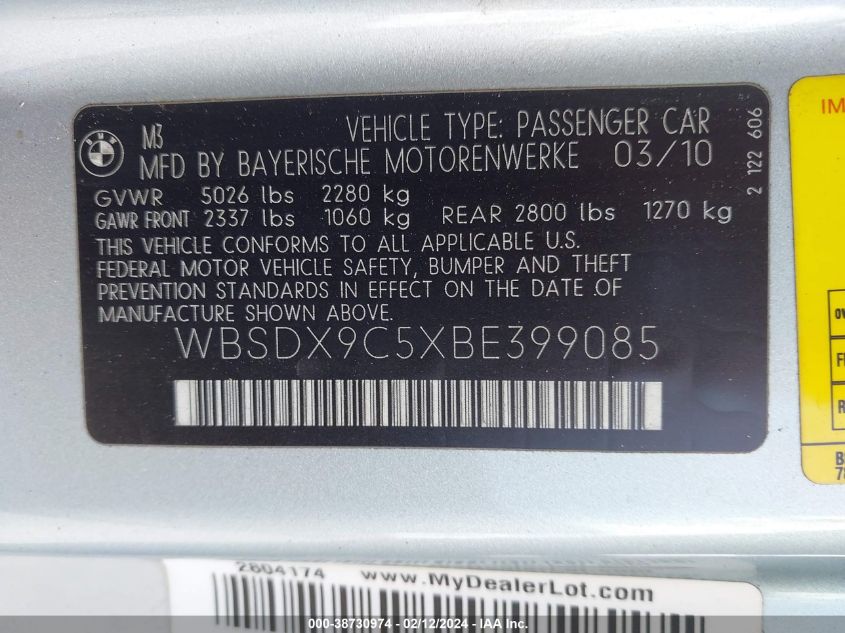 BMW
M3 VEHICLE TYPE: PASSENGER CAR
MFD BY BAYERISCHE MOTORENWERKE 03/10
GVWR 5026 lbs 2280 kg
GAWR FRONT 2337 lbs 1060 kg REAR 2800 lbs 1270 kg
THIS VEHICLE CONFORMS TO ALL APPLICABLE U.S.
FEDERAL MOTOR VEHICLE SAFETY, BUMPER AND THEFT
PREVENTION STANDARDS IN EFFECT ON THE DATE OF
MANUFACTURE SHOWN ABOVE.
WBSDX9C5XBE399085
2 122 606
IM
2804174
www.MyDealerLot.com
000-38730974 - 02/12/2024 - IAA Inc.